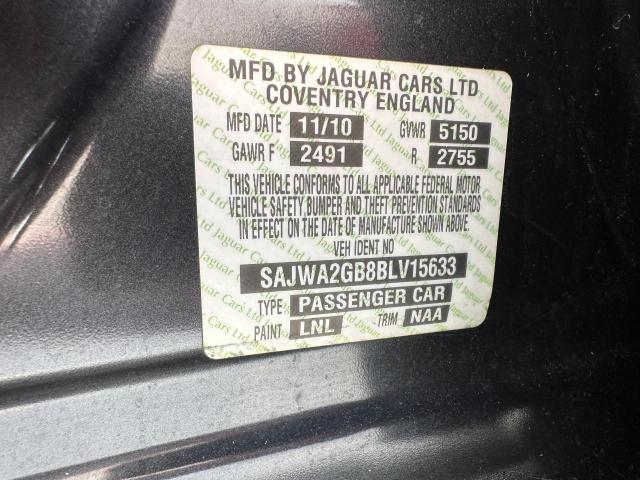 MFD BY JAGUAR CARS LTD
COVENTRY ENGLAND
MFD DATE 11/10 GVWR 5150
GAWR F 2491 R 2755
THIS VEHICLE CONFORMS TO ALL APPLICABLE FEDERAL MOTOR
VEHICLE SAFETY, BUMPER AND THEFT PREVENTION STANDARDS
IN EFFECT ON THE DATE OF MANUFACTURE SHOWN ABOVE.
VEH IDENT NO
SAJWA2GB8BLV15633
TYPE PASSENGER CAR
PAINT LNL TRIM NAA